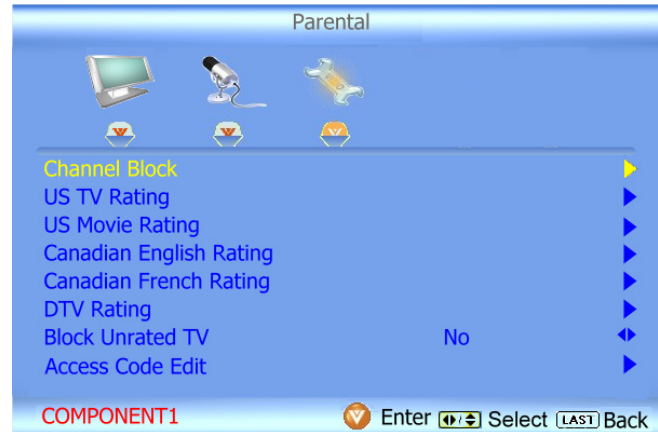 Parental
Channel Block
US TV Rating
US Movie Rating
Canadian English Rating
Canadian French Rating
DTV Rating
Block Unrated TV No
Access Code Edit
COMPONENT1 V Enter Select LAST Back